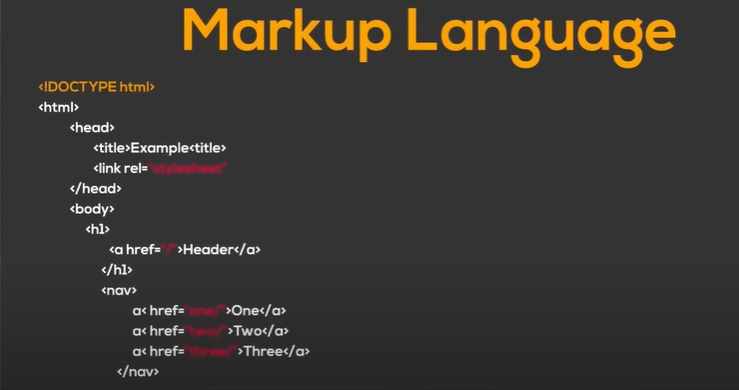 Markup Language
<!DOCTYPE html>
<html>
<head>
<title>Example<title>
<link rel="stylesheet"
</head>
<body>
<h1>
<a href="/">Header</a>
</h1>
<nav>
a< href="one/">One</a>
a< href="two/">Two</a>
a< href="three/">Three</a>
</nav>